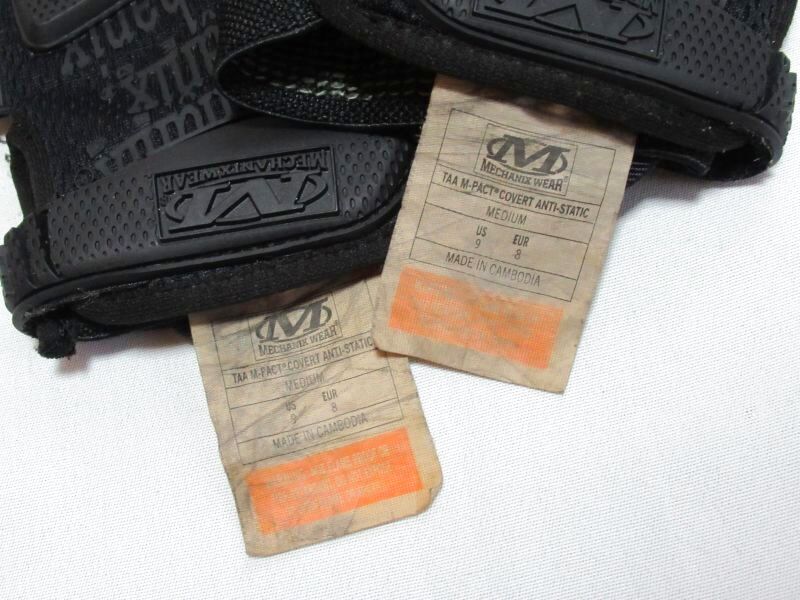 MECHANIX WEAR
MECHANIX WEAR
TAA M-PACT® COVERT ANTI-STATIC
MEDIUM
US EUR
9 8
MADE IN CAMBODIA
MECHANIX WEAR
TAA M-PACT® COVERT ANTI-STATIC
MEDIUM
US EUR
9 8
MADE IN CAMBODIA